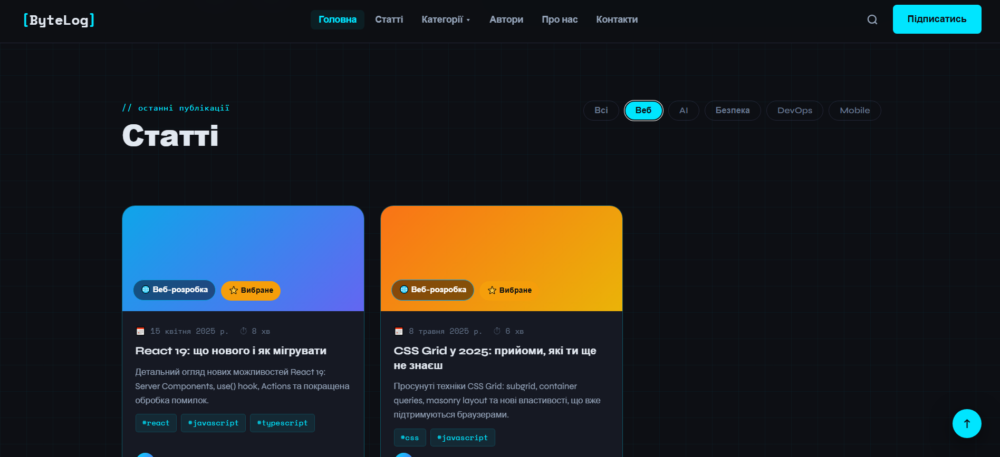 [ByteLog]
Головна
Статті
Категорії
Автори
Про нас
Контакти
Підписатись
// останні публікації
Статті
Всі
Веб
AI
Безпека
DevOps
Mobile
Веб-розробка
Вибране
15 квітня 2025 р.
8 хв
React 19: що нового і як мігрувати
Детальний огляд нових можливостей React 19:
Server Components, use() hook, Actions та покращена
обробка помилок.
#react
#javascript
#typescript
Веб-розробка
Вибране
8 травня 2025 р.
6 хв
CSS Grid у 2025: прийоми, які ти ще
не знаєш
Просунуті техніки CSS Grid: subgrid, container
queries, masonry layout та нові властивості, що вже
підтримуються браузерами.
#css
#javascript